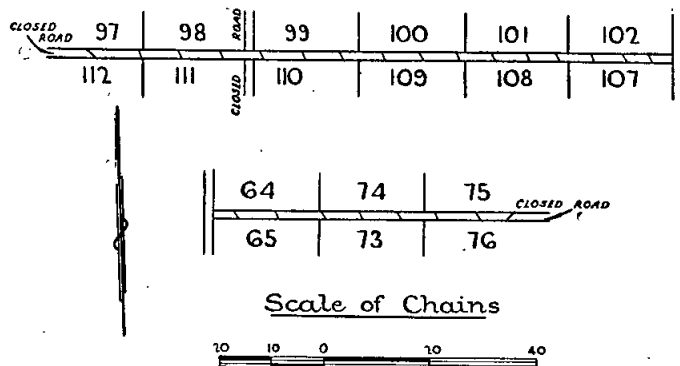 CLOSED ROAD 97 98 ROAD 99 100 101 102
112 111 CLOSED 110 109 108 107
64 74 75 CLOSED ROAD
65 73 76
Scale of Chains
20 10 0 20 40